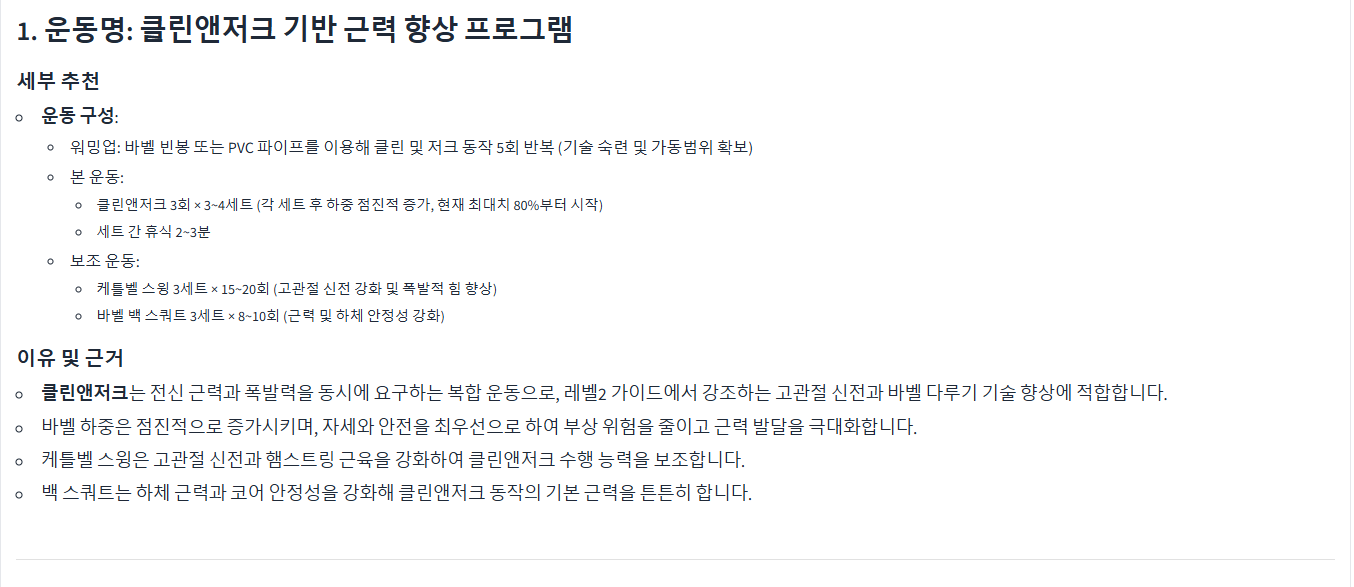 1. 운동명: 클린앤저크 기반 근력 향상 프로그램
세부 추천
운동 구성:
워밍업: 바벨 빈봉 또는 PVC 파이프를 이용해 클린 및 저크 동작 5회 반복 (기술 숙련 및 가동범위 확보)
본 운동:
클린앤저크 3회 × 3~4세트 (각 세트 후 하중 점진적 증가, 현재 최대치 80%부터 시작)
세트 간 휴식 2~3분
보조 운동:
케틀벨 스윙 3세트 × 15~20회 (고관절 신전 강화 및 폭발적 힘 향상)
바벨 백 스쿼트 3세트 × 8~10회 (근력 및 하체 안정성 강화)
이유 및 근거
클린앤저크는 전신 근력과 폭발력을 동시에 요구하는 복합 운동으로, 레벨2 가이드에서 강조하는 고관절 신전과 바벨 다루기 기술 향상에 적합합니다.
바벨 하중은 점진적으로 증가시키며, 자세와 안전을 최우선으로 하여 부상 위험을 줄이고 근력 발달을 극대화합니다.
케틀벨 스윙은 고관절 신전과 햄스트링 근육을 강화하여 클린앤저크 수행 능력을 보조합니다.
백 스쿼트는 하체 근력과 코어 안정성을 강화해 클린앤저크 동작의 기본 근력을 튼튼히 합니다.